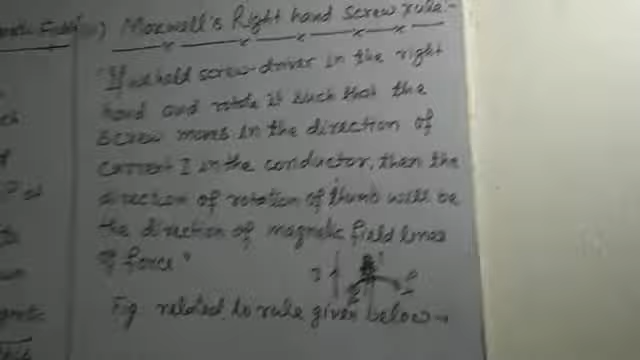 (ii) Maxwell's Right hand screw rule:-
"If we hold screw-driver in the right
hand and rotate it such that the
screw moves in the direction of
current I in the conductor, then the
direction of rotation of thumb will be
the direction of magnetic field lines
of force"
I
Fig related to rule given below→